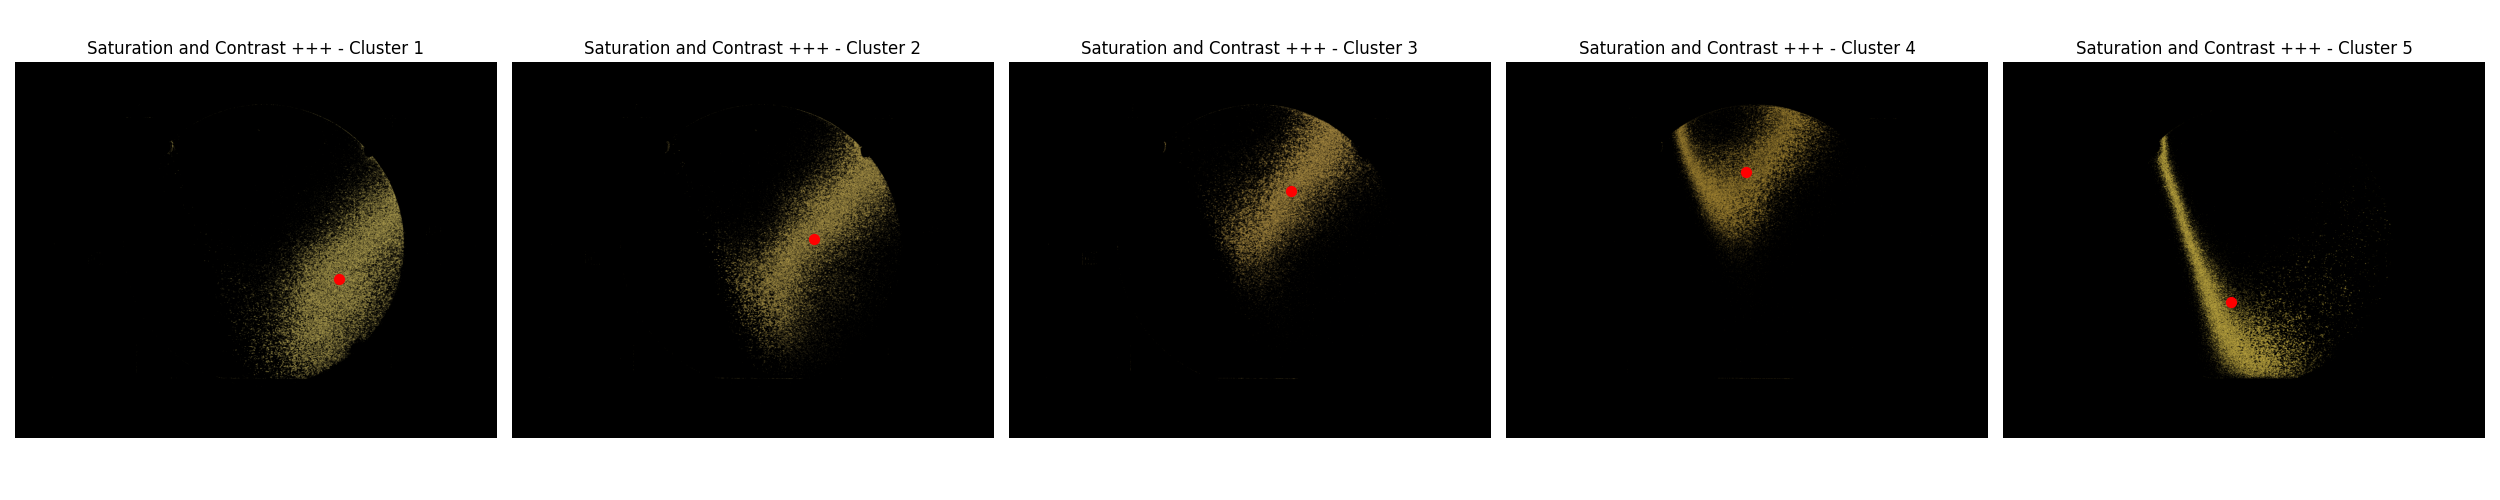 Saturation and Contrast +++ - Cluster 1
Saturation and Contrast +++ - Cluster 2
Saturation and Contrast +++ - Cluster 3
Saturation and Contrast +++ - Cluster 4
Saturation and Contrast +++ - Cluster 5